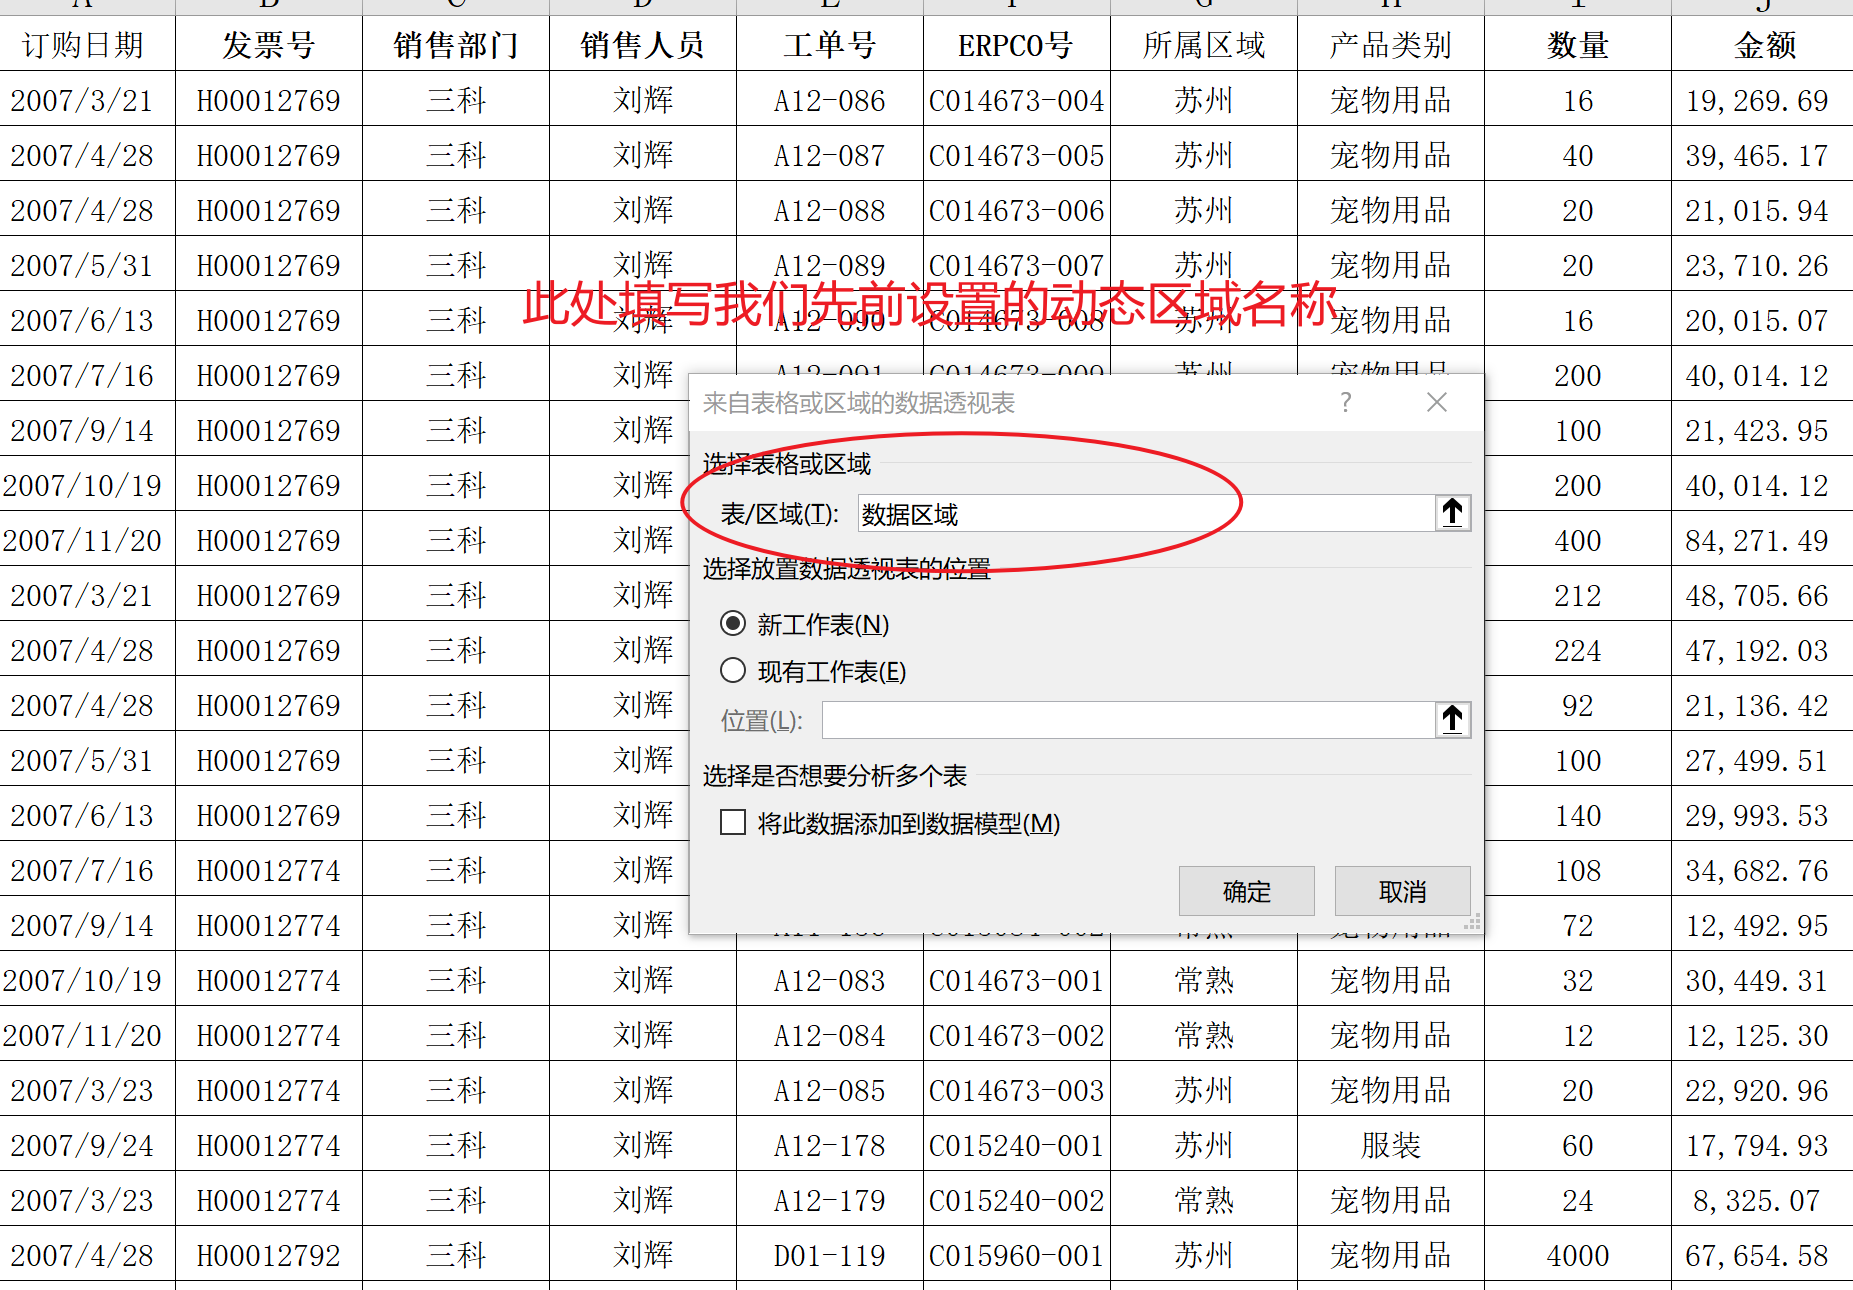 A B C D E F G H I J
订购日期 发票号 销售部门 销售人员 工单号 ERPCO号 所属区域 产品类别 数量 金额
2007/3/21 H00012769 三科 刘辉 A12-086 C014673-004 苏州 宠物用品 16 19,269.69
2007/4/28 H00012769 三科 刘辉 A12-087 C014673-005 苏州 宠物用品 40 39,465.17
2007/4/28 H00012769 三科 刘辉 A12-088 C014673-006 苏州 宠物用品 20 21,015.94
2007/5/31 H00012769 三科 刘辉 A12-089 C014673-007 苏州 宠物用品 20 23,710.26
此处填写我们先前设置的动态区域名称
2007/6/13 H00012769 三科 刘辉 A12-090 C014673-008 苏州 宠物用品 16 20,015.07
2007/7/16 H00012769 三科 刘辉 A12-091 C014673-009 苏州 宠物用品 200 40,014.12
来自表格或区域的数据透视表 ?
2007/9/14 H00012769 三科 刘辉 100 21,423.95
选择表格或区域
2007/10/19 H00012769 三科 刘辉 200 40,014.12
表/区域(T): 数据区域
2007/11/20 H00012769 三科 刘辉 400 84,271.49
选择放置数据透视表的位置
2007/3/21 H00012769 三科 刘辉 212 48,705.66
新工作表(N)
2007/4/28 H00012769 三科 刘辉 224 47,192.03
现有工作表(E)
2007/4/28 H00012769 三科 刘辉 92 21,136.42
位置(L):
2007/5/31 H00012769 三科 刘辉 100 27,499.51
选择是否想要分析多个表
2007/6/13 H00012769 三科 刘辉 140 29,993.53
将此数据添加到数据模型(M)
2007/7/16 H00012774 三科 刘辉 108 34,682.76
确定 取消
2007/9/14 H00012774 三科 刘辉 常熟 宠物用品 72 12,492.95
2007/10/19 H00012774 三科 刘辉 A12-083 C014673-001 常熟 宠物用品 32 30,449.31
2007/11/20 H00012774 三科 刘辉 A12-084 C014673-002 常熟 宠物用品 12 12,125.30
2007/3/23 H00012774 三科 刘辉 A12-085 C014673-003 苏州 宠物用品 20 22,920.96
2007/9/24 H00012774 三科 刘辉 A12-178 C015240-001 苏州 服装 60 17,794.93
2007/3/23 H00012774 三科 刘辉 A12-179 C015240-002 常熟 宠物用品 24 8,325.07
2007/4/28 H00012792 三科 刘辉 D01-119 C015960-001 苏州 宠物用品 4000 67,654.58